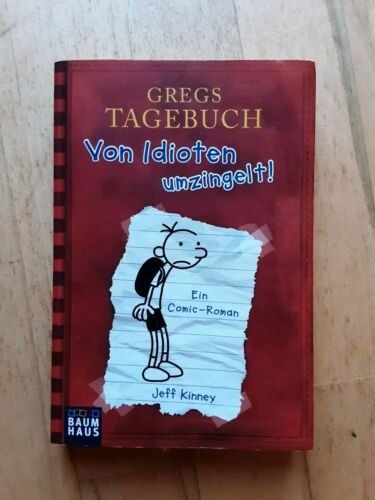 GREGS
TAGEBUCH
Von Idioten
umzingelt!
Ein
Comic-Roman
Jeff Kinney
BAUM
HAUS